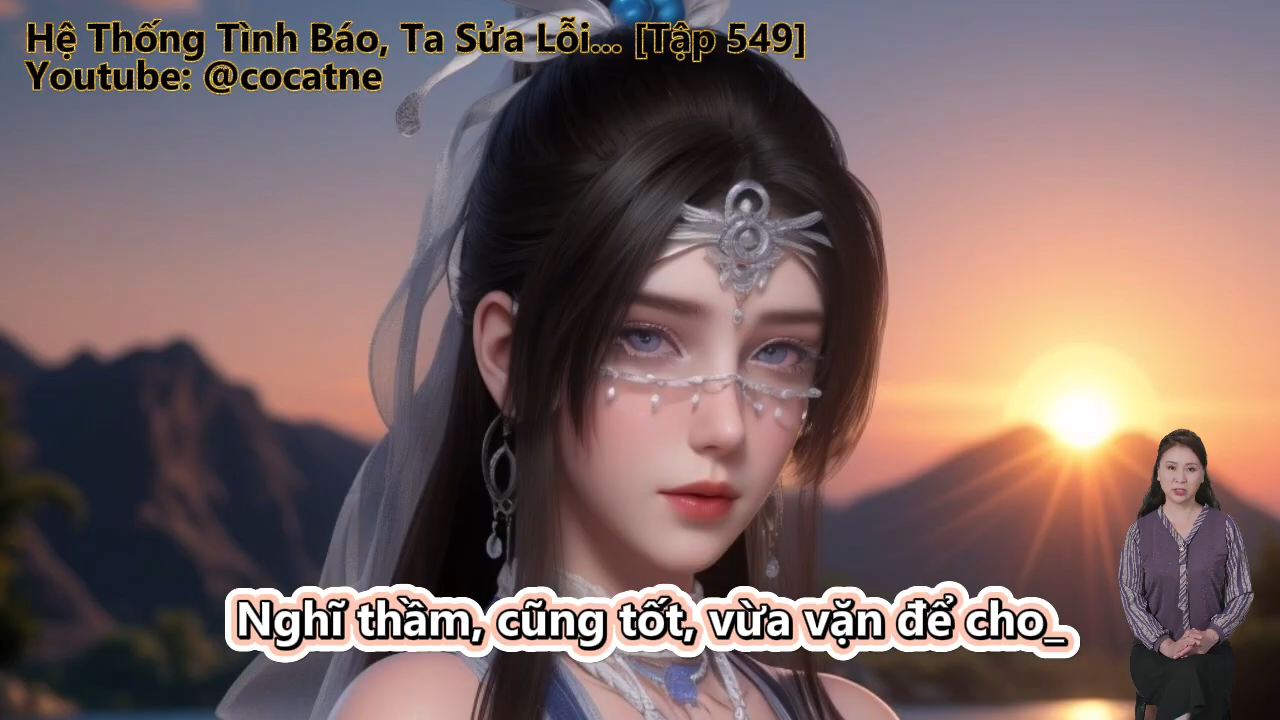 Hệ Thống Tình Báo, Ta Sửa Lỗi... [Tập 549]
Youtube: @cocatne
Nghĩ thầm, cũng tốt, vừa vặn để cho_